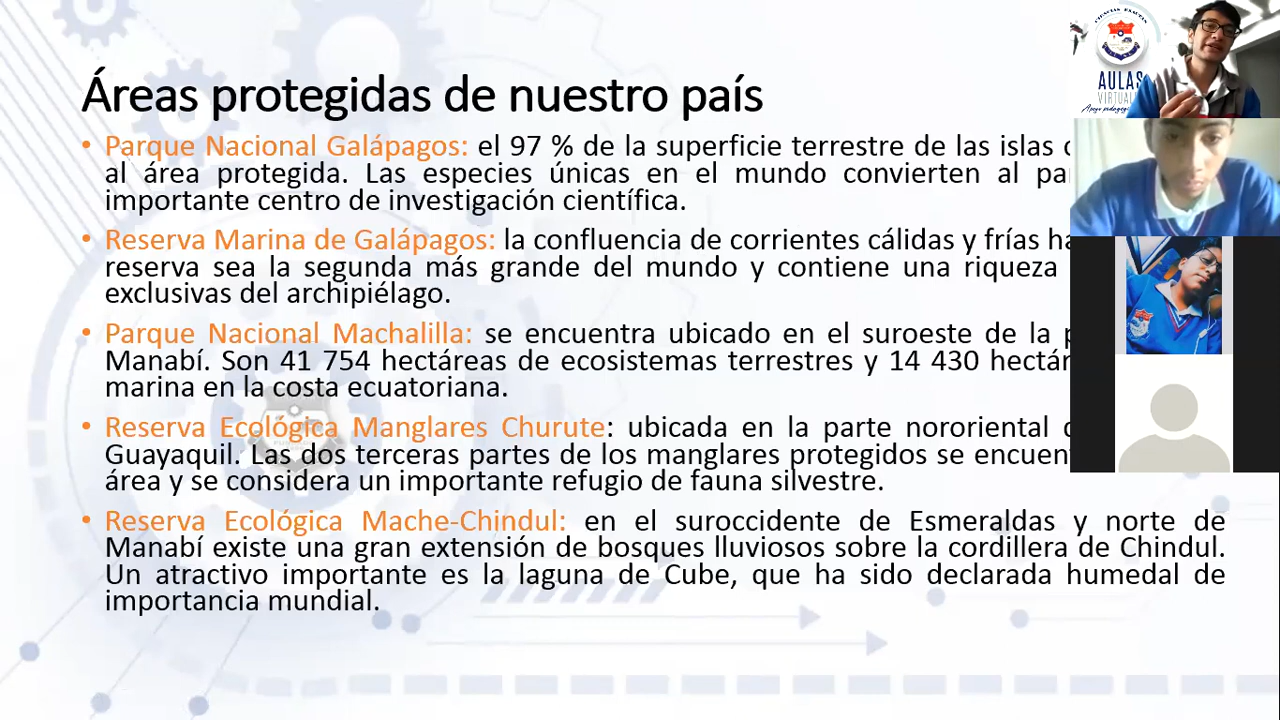 Áreas protegidas de nuestro país
• Parque Nacional Galápagos: el 97 % de la superficie terrestre de las islas
al área protegida. Las especies únicas en el mundo convierten al
importante centro de investigación científica.
• Reserva Marina de Galápagos: la confluencia de corrientes cálidas y frías
reserva sea la segunda más grande del mundo y contiene una riqueza
exclusivas del archipiélago.
• Parque Nacional Machalilla: se encuentra ubicado en el suroeste de la
Manabí. Son 41 754 hectáreas de ecosistemas terrestres y 14 430
marina en la costa ecuatoriana.
• Reserva Ecológica Manglares Churute: ubicada en la parte nororiental
Guayaquil. Las dos terceras partes de los manglares protegidos se
área y se considera un importante refugio de fauna silvestre.
• Reserva Ecológica Mache-Chindul: en el suroccidente de Esmeraldas y norte de
Manabí existe una gran extensión de bosques lluviosos sobre la cordillera de Chindul.
Un atractivo importante es la laguna de Cube, que ha sido declarada humedal de
importancia mundial.
CIENCIAS EXACTAS
AULAS